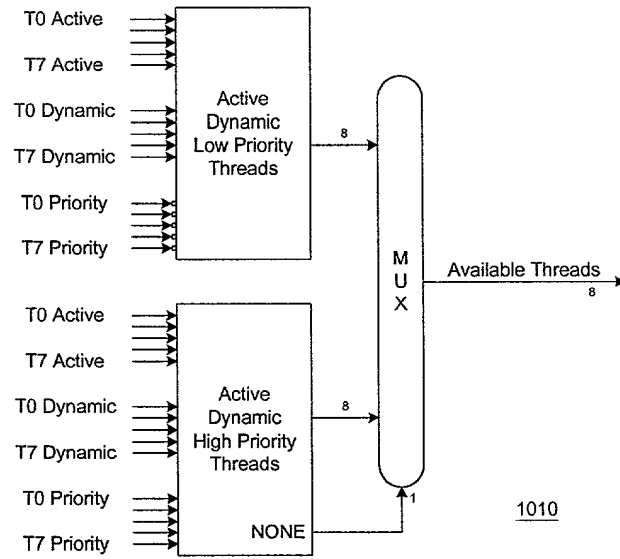 T0 Active
T7 Active
T0 Dynamic
T7 Dynamic
T0 Priority
T7 Priority
Active
Dynamic
Low Priority
Threads
8
M
U
X
Available Threads
8
T0 Active
T7 Active
T0 Dynamic
T7 Dynamic
T0 Priority
T7 Priority
Active
Dynamic
High Priority
Threads
NONE
8
1
1010